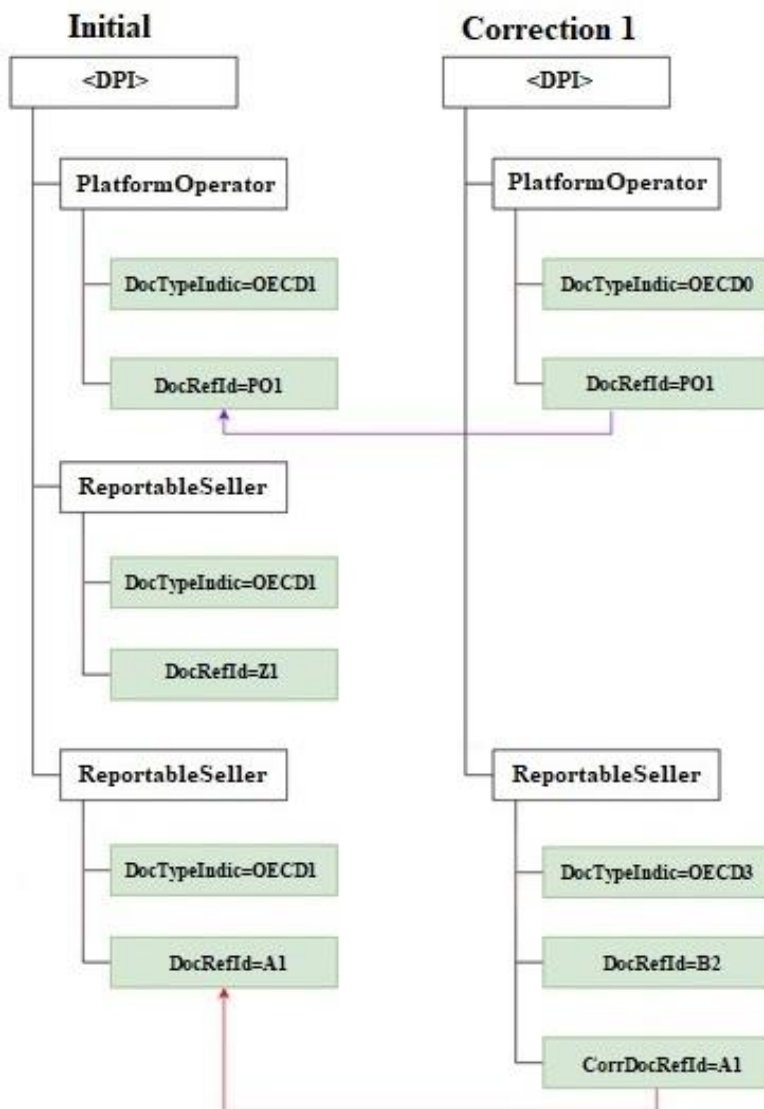 Initial
<DPI>
PlatformOperator
DocTypeIndic=OECD1
DocRefId=PO1
ReportableSeller
DocTypeIndic=OECD1
DocRefId=Z1
ReportableSeller
DocTypeIndic=OECD1
DocRefId=A1
Correction 1
<DPI>
PlatformOperator
DocTypeIndic=OECD0
DocRefId=PO1
ReportableSeller
DocTypeIndic=OECD3
DocRefId=B2
CorrDocRefId=A1